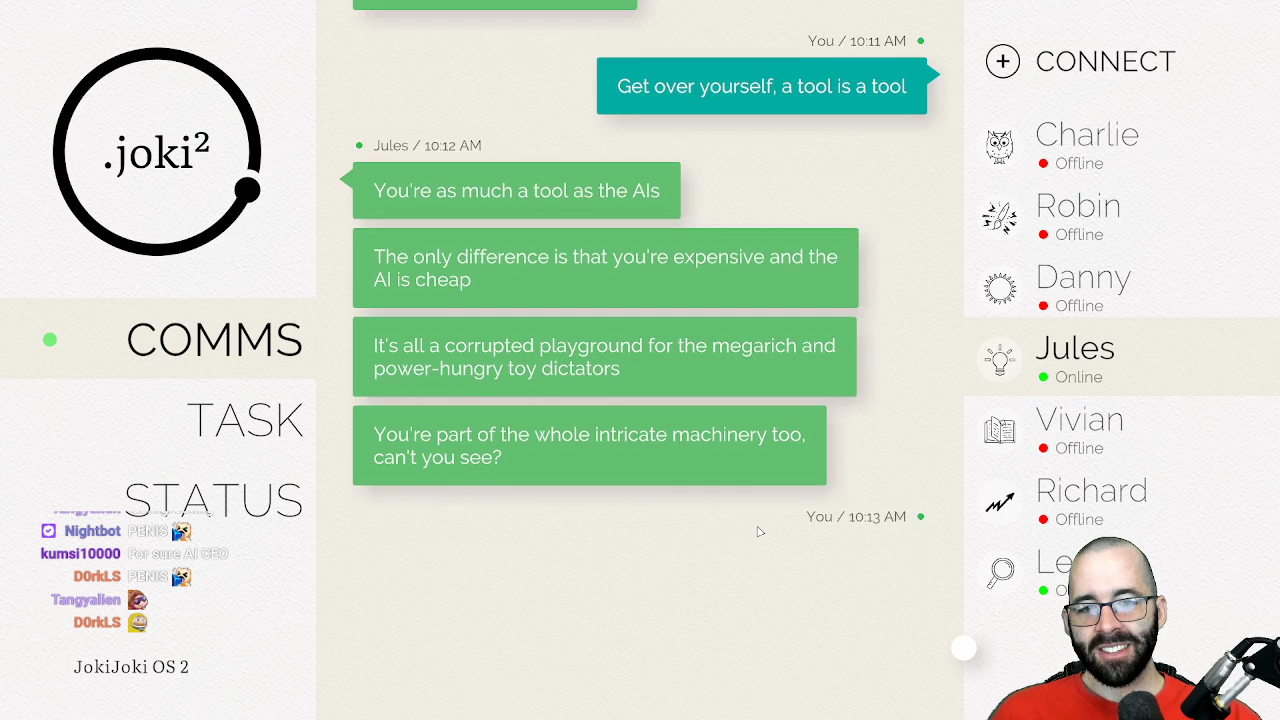 .joki²
COMMS
TASK
STATUS
Nightbot PENIS
kumsi10000 For sure AI CEO
D0rkLS PENIS
Tangyalien
D0rkLS
JokiJoki OS 2
You / 10:11 AM
Get over yourself, a tool is a tool
Jules / 10:12 AM
You're as much a tool as the AIs
The only difference is that you're expensive and the
AI is cheap
It's all a corrupted playground for the megarich and
power-hungry toy dictators
You're part of the whole intricate machinery too,
can't you see?
You / 10:13 AM
+ CONNECT
Charlie
Offline
Robin
Offline
Danny
Offline
Jules
Online
Vivian
Offline
Richard
Offline